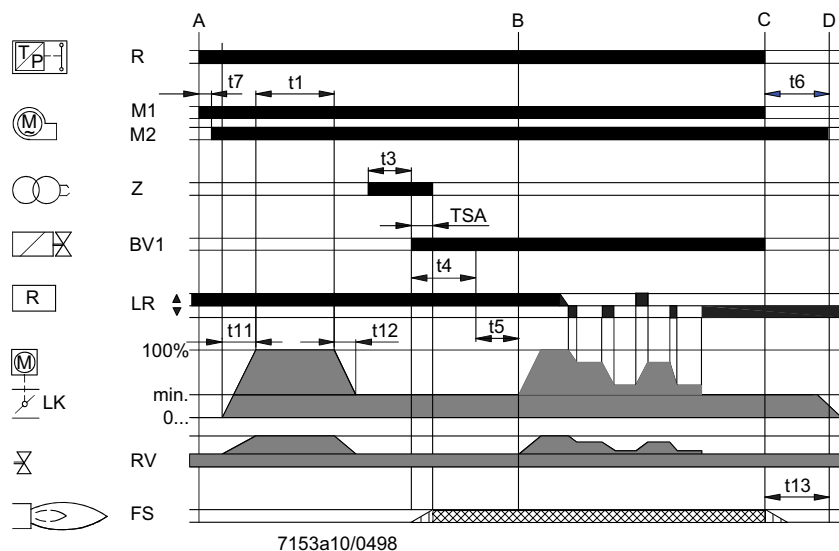 A B C D
T P R
t7 t1 t6
M M1
~ M2
t3
Z
TSA
BV1
t4
R LR
t11 t12 t5
M 100%
min.
LK 0...
RV
t13
FS
7153a10/0498